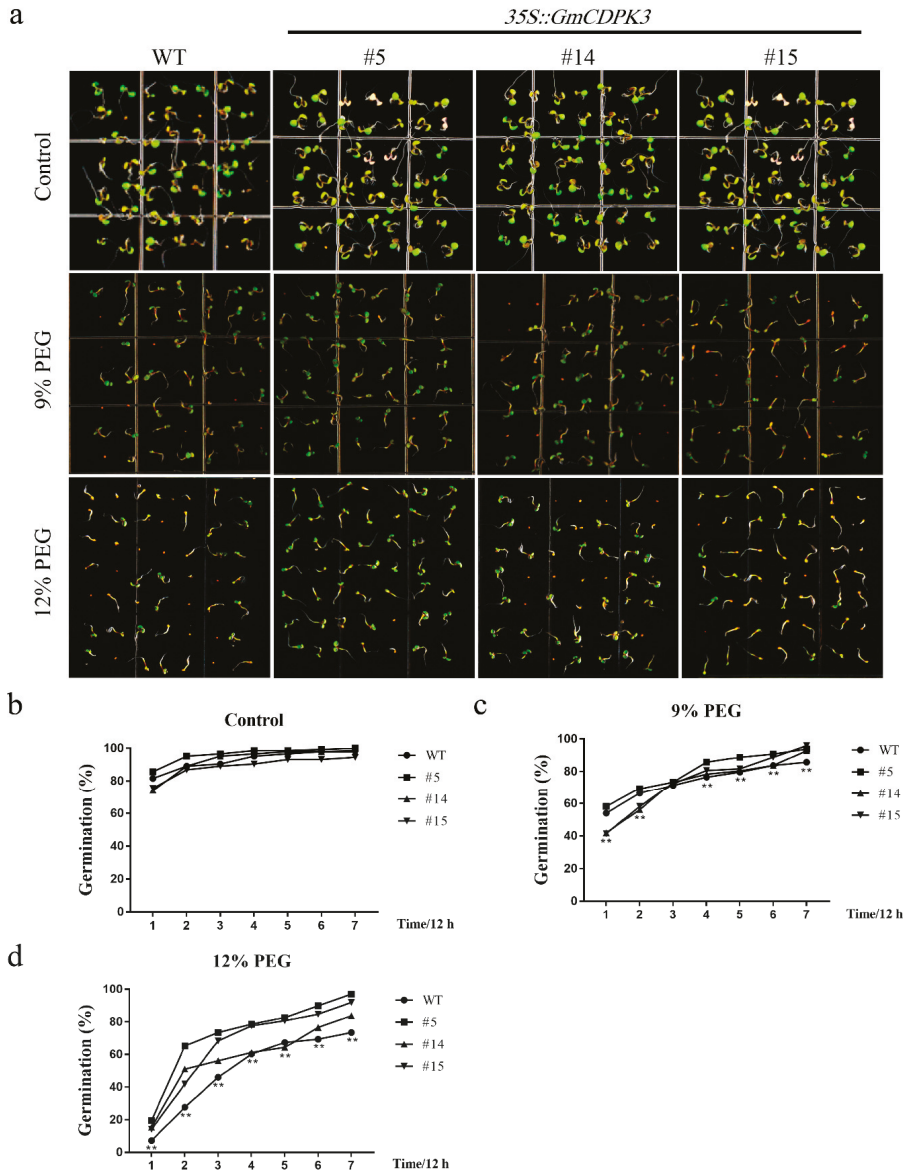 a
35S::GmCDPK3
WT #5 #14 #15
Control
9% PEG
12% PEG
b
Control
Germination (%)
100
80
60
40
20
0
1 2 3 4 5 6 7
Time/12 h
WT
#5
#14
#15
c
9% PEG
Germination (%)
100
80
60
40
20
0
** ** ** ** ** **
1 2 3 4 5 6 7
Time/12 h
WT
#5
#14
#15
d
12% PEG
Germination (%)
100
80
60
40
20
0
** ** ** ** ** ** **
1 2 3 4 5 6 7
Time/12 h
WT
#5
#14
#15